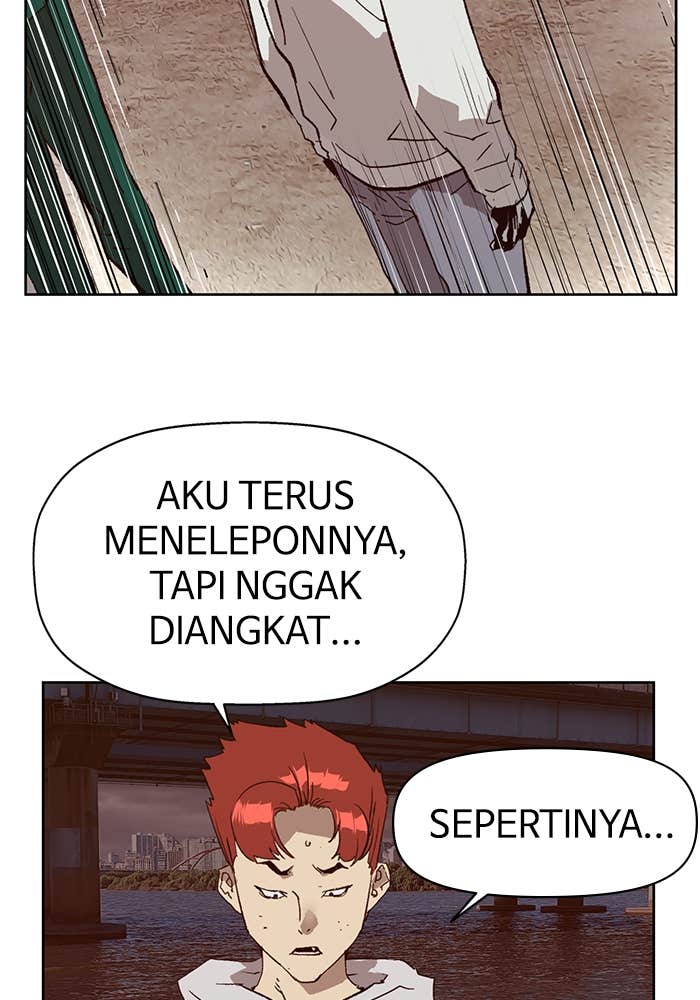 AKU TERUS
MENELEPONNYA,
TAPI NGGAK
DIANGKAT...
SEPERTINYA...